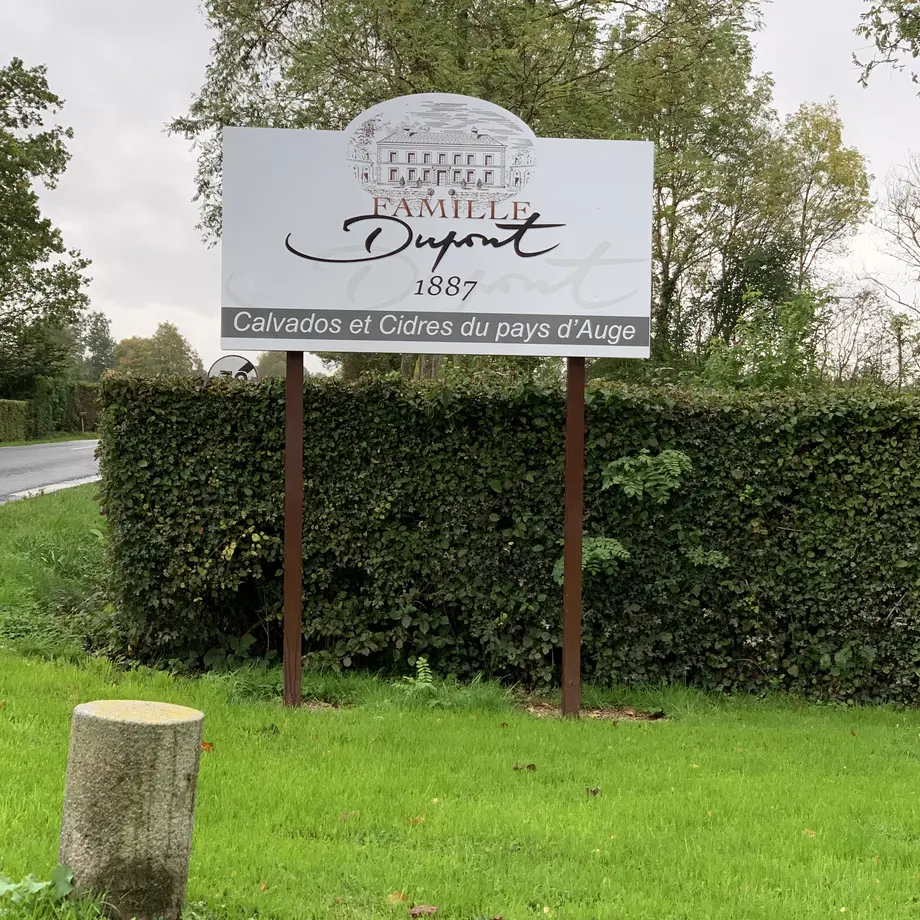 FAMILLE
Dupont
1887
Calvados et Cidres du pays d'Auge